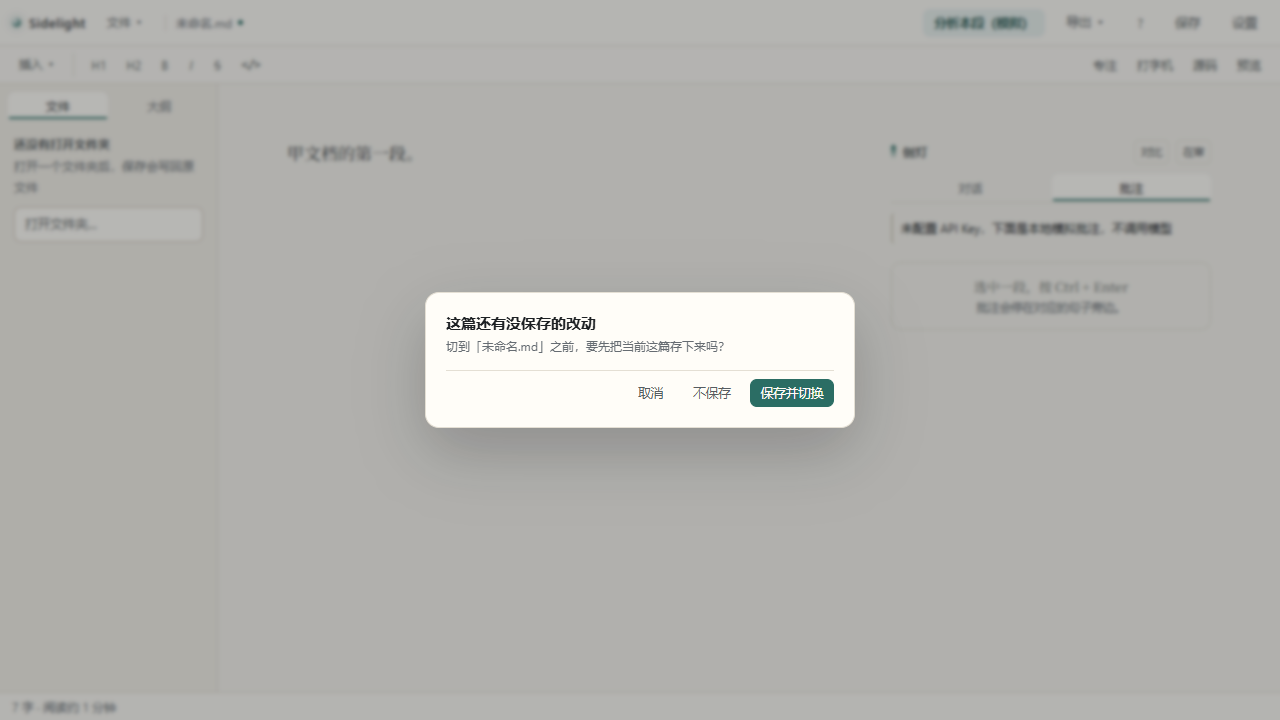 Sidelight 文件 未命名.md 分析本段（规则） 导出 ? 保存 设置
插入 H1 H2 B I S </> 专注 打字机 源码 预览
文件 大纲
还没有打开文件夹
打开一个文件夹后，保存会写回原
文件
打开文件夹…
甲文档的第一段。
侧灯 对比 在旁
对话 批注
未配置 API Key，下面是本地模拟批注，不调用模型
选中一段，按 Ctrl + Enter
批注会停在对应的句子旁边。
这篇还有没保存的改动
切到「未命名.md」之前，要先把当前这篇存下来吗？
取消 不保存 保存并切换
7 字 · 阅读约 1 分钟